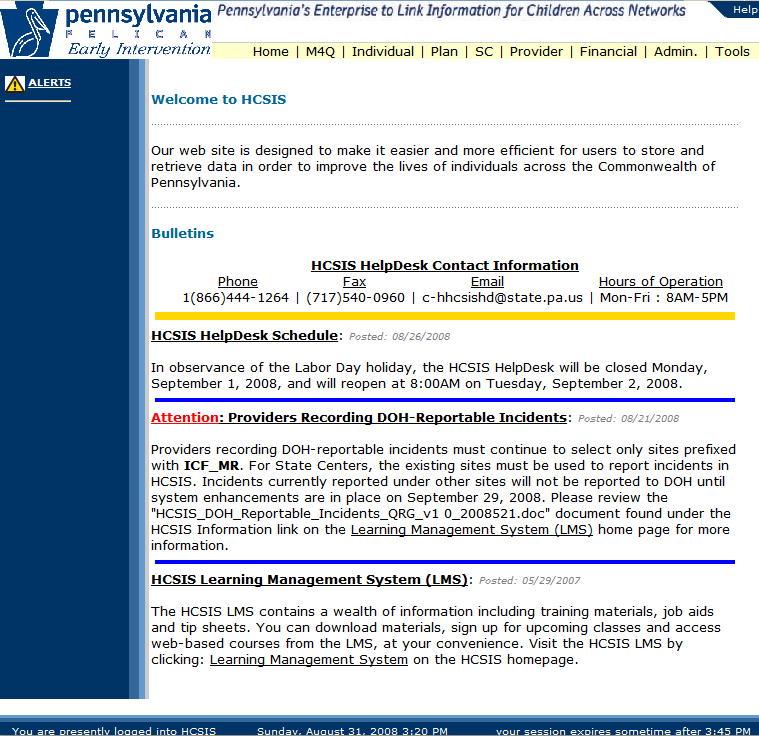 pennsylvania
PELICAN
Early Intervention
Pennsylvania's Enterprise to Link Information for Children Across Networks
Help
Home | M4Q | Individual | Plan | SC | Provider | Financial | Admin. | Tools
ALERTS
Welcome to HCSIS
Our web site is designed to make it easier and more efficient for users to store and
retrieve data in order to improve the lives of individuals across the Commonwealth of
Pennsylvania.
Bulletins
HCSIS HelpDesk Contact Information
Phone Fax Email Hours of Operation
1(866)444-1264 | (717)540-0960 | c-hhcsishd@state.pa.us | Mon-Fri : 8AM-5PM
HCSIS HelpDesk Schedule: Posted: 08/26/2008
In observance of the Labor Day holiday, the HCSIS HelpDesk will be closed Monday,
September 1, 2008, and will reopen at 8:00AM on Tuesday, September 2, 2008.
Attention: Providers Recording DOH-Reportable Incidents: Posted: 08/21/2008
Providers recording DOH-reportable incidents must continue to select only sites prefixed
with ICF_MR. For State Centers, the existing sites must be used to report incidents in
HCSIS. Incidents currently reported under other sites will not be reported to DOH until
system enhancements are in place on September 29, 2008. Please review the
"HCSIS_DOH_Reportable_Incidents_QRG_v1 0_2008521.doc" document found under the
HCSIS Information link on the Learning Management System (LMS) home page for more
information.
HCSIS Learning Management System (LMS): Posted: 05/29/2007
The HCSIS LMS contains a wealth of information including training materials, job aids
and tip sheets. You can download materials, sign up for upcoming classes and access
web-based courses from the LMS, at your convenience. Visit the HCSIS LMS by
clicking: Learning Management System on the HCSIS homepage.
You are presently logged into HCSIS Sunday, August 31, 2008 3:20 PM your session expires sometime after 3:45 PM